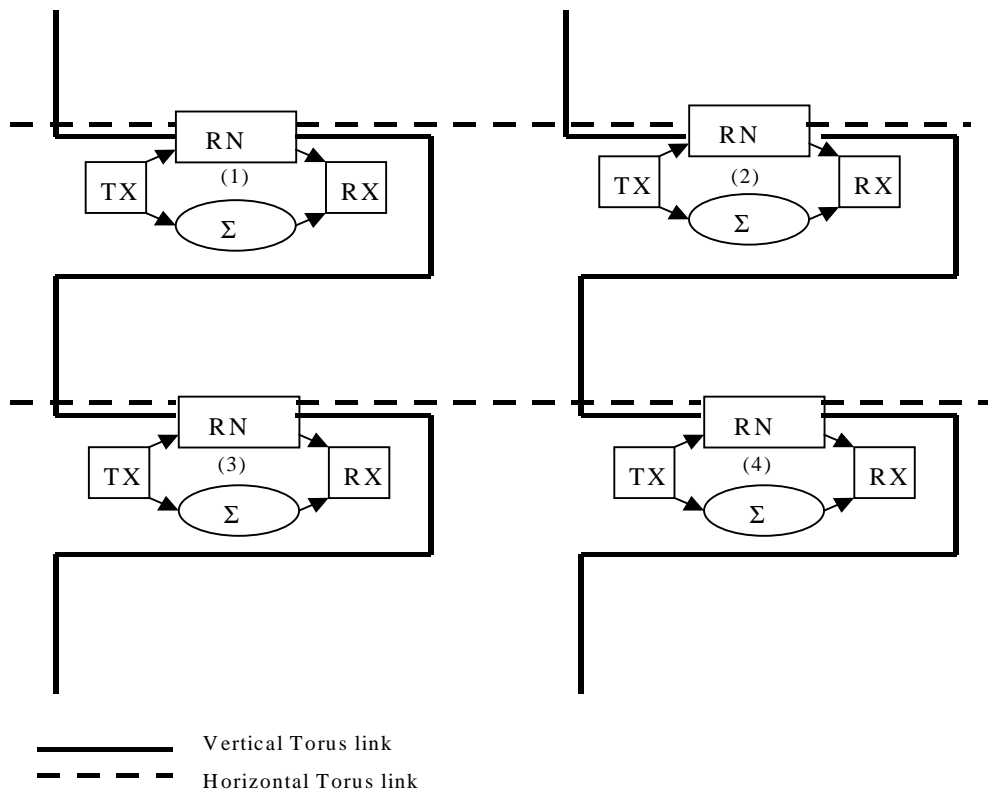 RN
(1)
TX
RX
Σ
RN
(2)
TX
RX
Σ
RN
(3)
TX
RX
Σ
RN
(4)
TX
RX
Σ
Vertical Torus link
Horizontal Torus link